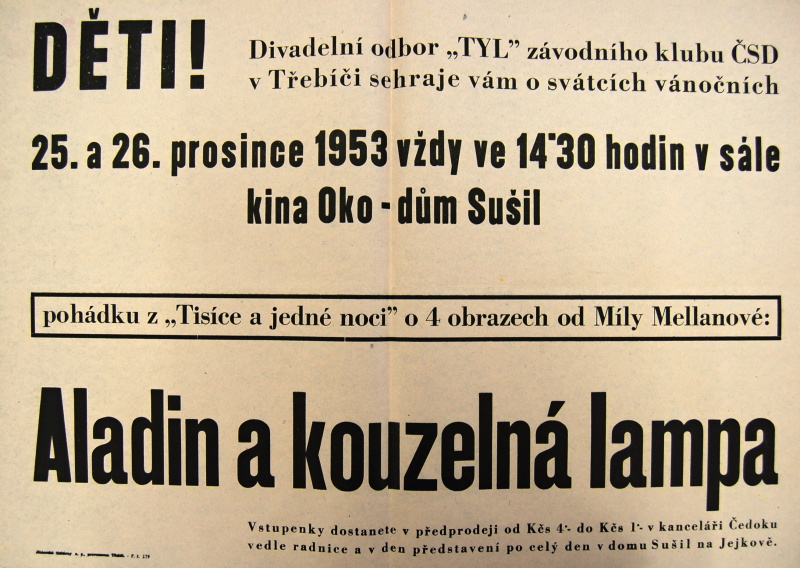 DĚTI!
Divadelní odbor „TYL” závodního klubu ČSD
v Třebíči sehraje vám o svátcích vánočních
25. a 26. prosince 1953 vždy ve 14·30 hodin v sále
kina Oko - dům Sušil
pohádku z „Tisíce a jedné noci” o 4 obrazech od Míly Mellanové:
Aladin a kouzelná lampa
Vstupenky dostanete v předprodeji od Kčs 4·- do Kčs 1·- v kanceláři Čedoku
vedle radnice a v den představení po celý den v domu Sušil na Jejkově.